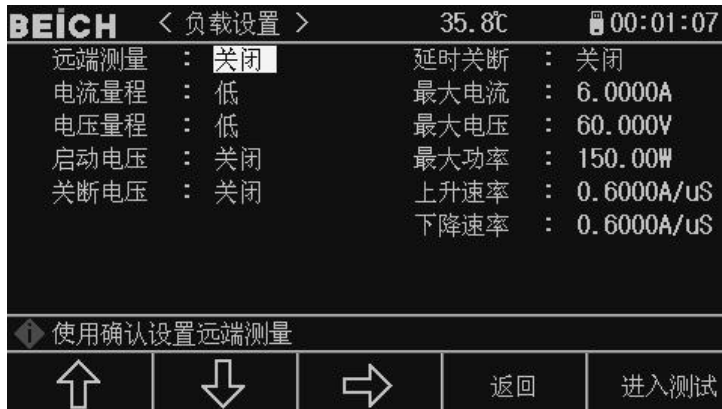 BEICH < 负载设置 > 35.8℃ 00:01:07
远端测量 : 关闭 延时关断 : 关闭
电流量程 : 低 最大电流 : 6.0000A
电压量程 : 低 最大电压 : 60.000V
启动电压 : 关闭 最大功率 : 150.00W
关断电压 : 关闭 上升速率 : 0.6000A/uS
下降速率 : 0.6000A/uS
使用确认设置远端测量
返回 进入测试